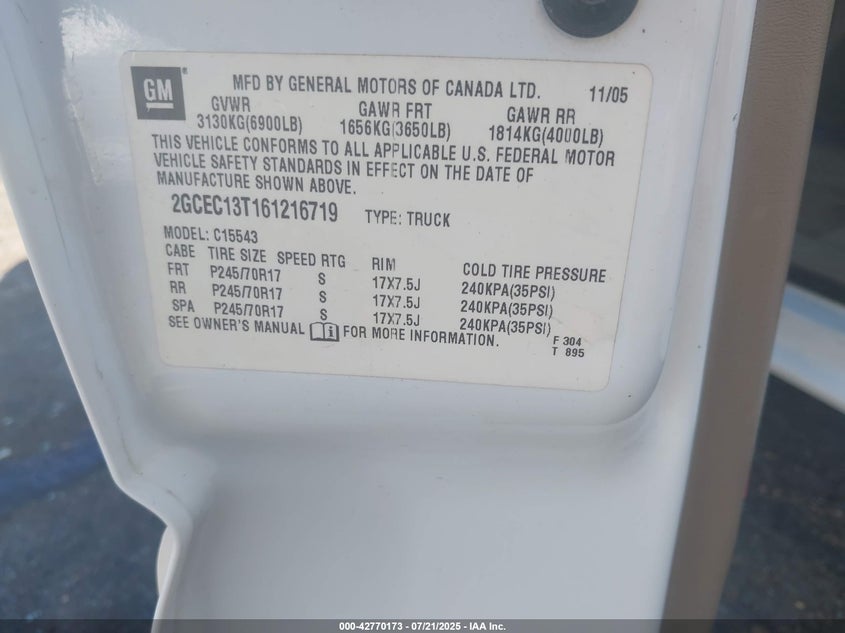 GM
MFD BY GENERAL MOTORS OF CANADA LTD. 11/05
GVWR GAWR FRT GAWR RR
3130KG(6900LB) 1656KG(3650LB) 1814KG(4000LB)
THIS VEHICLE CONFORMS TO ALL APPLICABLE U.S. FEDERAL MOTOR
VEHICLE SAFETY STANDARDS IN EFFECT ON THE DATE OF
MANUFACTURE SHOWN ABOVE.
2GCEC13T161216719 TYPE: TRUCK
MODEL: C15543
CABE TIRE SIZE SPEED RTG RIM COLD TIRE PRESSURE
FRT P245/70R17 S 17X7.5J 240KPA(35PSI)
RR P245/70R17 S 17X7.5J 240KPA(35PSI)
SPA P245/70R17 S 17X7.5J 240KPA(35PSI)
SEE OWNER'S MANUAL i FOR MORE INFORMATION.
F 304
T 895
000-42770173 - 07/21/2025 - IAA Inc.